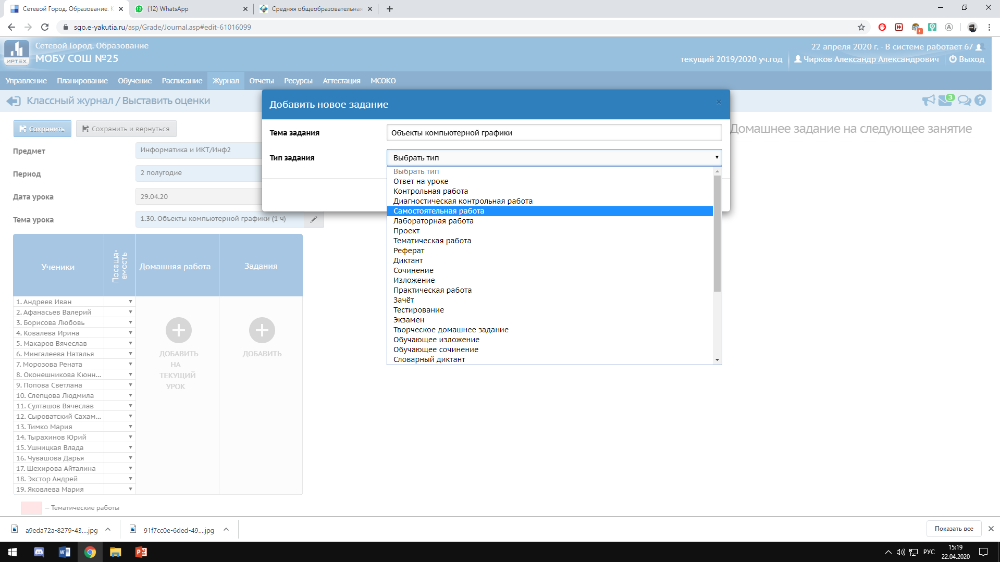 Сетевой Город. Образование. К
(12) WhatsApp
Средняя общеобразовательная
sgo.e-yakutia.ru/asp/Grade/Journal.asp#edit-61016099
ИРТЕХ
Сетевой Город. Образование
МОБУ СОШ №25
22 апреля 2020 г. - В системе работает 67
текущий 2019/2020 уч.год
Чирков Александр Александрович
Выход
Управление Планирование Обучение Расписание Журнал Отчеты Ресурсы Аттестация МСОКО
Классный журнал / Выставить оценки
3
Сохранить
Сохранить и вернуться
Домашнее задание на следующее занятие
Предмет
Информатика и ИКТ/Инф2
Период
2 полугодие
Дата урока
29.04.20
Тема урока
1.30. Объекты компьютерной графики (1 ч)
Добавить новое задание
×
Тема задания
Объекты компьютерной графики
Тип задания
Выбрать тип
Выбрать тип
Ответ на уроке
Контрольная работа
Диагностическая контрольная работа
Самостоятельная работа
Лабораторная работа
Проект
Тематическая работа
Реферат
Диктант
Сочинение
Изложение
Практическая работа
Зачёт
Тестирование
Экзамен
Творческое домашнее задание
Обучающее изложение
Обучающее сочинение
Словарный диктант
Ученики
Посеща-
емость
Домашняя работа
Задания
1. Андреев Иван
2. Афанасьев Валерий
3. Борисова Любовь
4. Ковалева Ирина
5. Макаров Вячеслав
6. Мингалеева Наталья
7. Морозова Рената
8. Оконешникова Кюнн...
9. Попова Светлана
10. Слепцова Людмила
11. Султашов Вячеслав
12. Сыроватский Сахам...
13. Тимко Мария
14. Тырахинов Юрий
15. Ушницкая Влада
16. Чувашова Дарья
17. Шехирова Айталина
18. Экстор Андрей
19. Яковлева Мария
ДОБАВИТЬ
НА
ТЕКУЩИЙ
УРОК
ДОБАВИТЬ
– Тематические работы
a9eda72a-8279-43....jpg
91f7cc0e-6ded-49....jpg
Показать все
РУС
15:19
22.04.2020